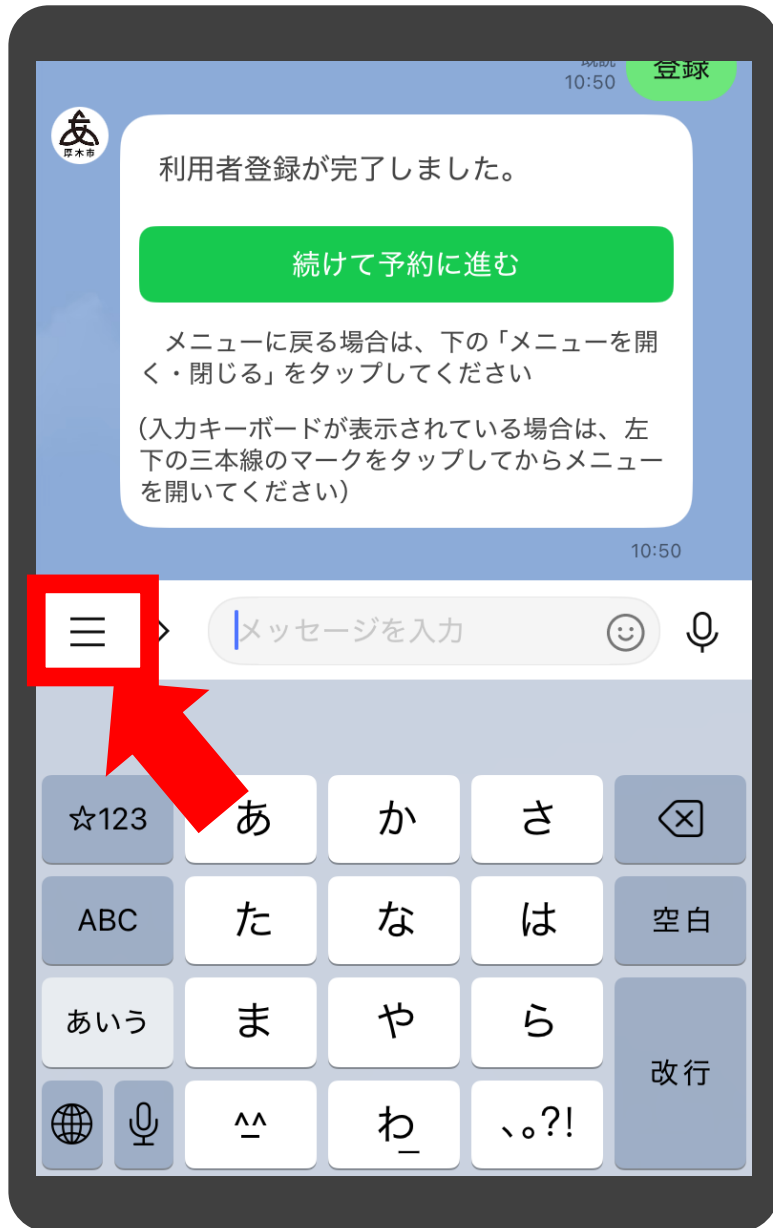 既読
登録
10:50
厚木市
利用者登録が完了しました。
続けて予約に進む
メニューに戻る場合は、下の「メニューを開
く・閉じる」をタップしてください
(入力キーボードが表示されている場合は、左
下の三本線のマークをタップしてからメニュー
を開いてください)
10:50
メッセージを入力
☆123 あ か さ
ABC た な は 空白
あいう ま や ら
改行
^^ わ_ 、。?!